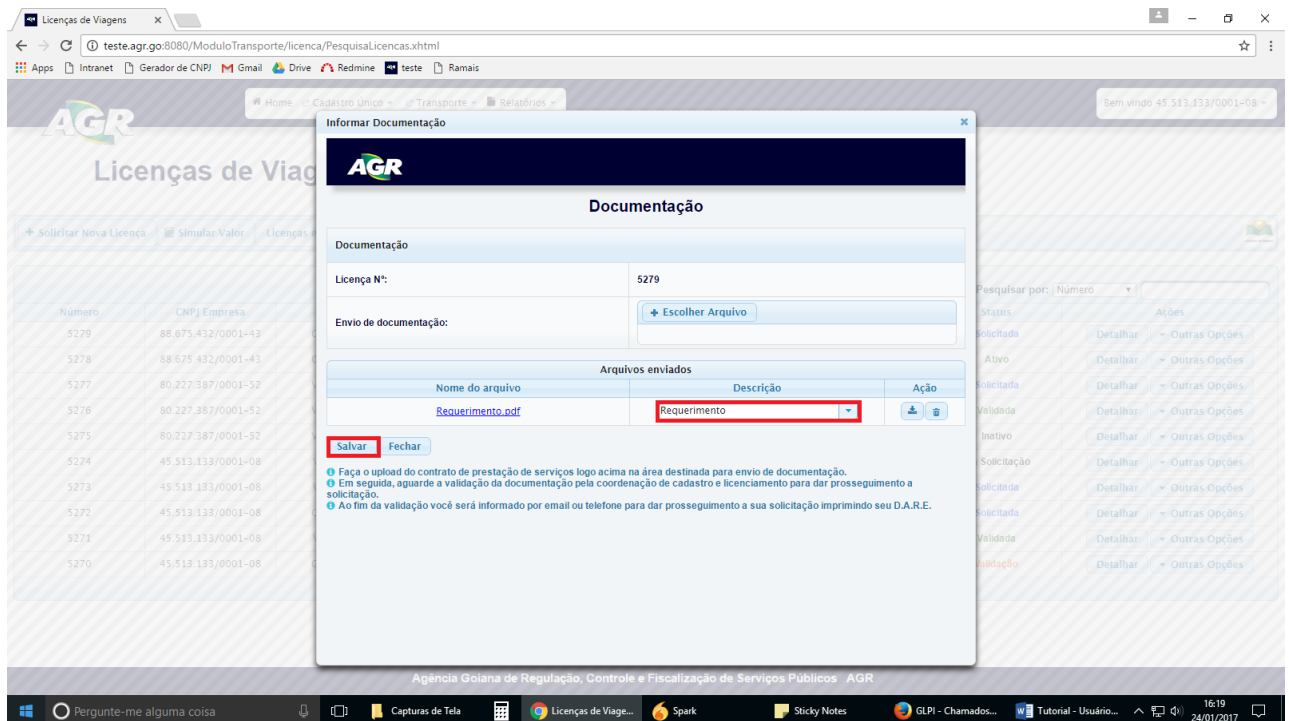 Licenças de Viagens
teste.agr.go:8080/ModuloTransporte/licenca/PesquisaLicencas.xhtml
Apps Intranet Gerador de CNPJ Gmail Drive Redmine teste Ramais
Home Cadastro Único Transporte Relatórios
Bem vindo 45.513.133/0001-08
AGR
Licenças de Viag
+ Solicitar Nova Licença Simular Valor Licenças e
Pesquisar por: Número
Número CNPJ Empresa Status Ações
5279 88.675.432/0001-43 Solicitada Detalhar Outras Opções
5278 88.675.432/0001-43 Ativo Detalhar Outras Opções
5277 80.227.387/0001-52 Solicitada Detalhar Outras Opções
5276 80.227.387/0001-52 Validada Detalhar Outras Opções
5275 80.227.387/0001-52 Inativo Detalhar Outras Opções
5274 45.513.133/0001-08 Solicitação Detalhar Outras Opções
5273 45.513.133/0001-08 Solicitada Detalhar Outras Opções
5272 45.513.133/0001-08 Solicitada Detalhar Outras Opções
5271 45.513.133/0001-08 Validada Detalhar Outras Opções
5270 45.513.133/0001-08 Validação Detalhar Outras Opções
Informar Documentação
AGR
Documentação
Documentação
Licença Nº: 5279
Envio de documentação: + Escolher Arquivo
Arquivos enviados
Nome do arquivo Descrição Ação
Requerimento.pdf Requerimento
Salvar Fechar
Faça o upload do contrato de prestação de serviços logo acima na área destinada para envio de documentação.
Em seguida, aguarde a validação da documentação pela coordenação de cadastro e licenciamento para dar prosseguimento a
solicitação.
Ao fim da validação você será informado por email ou telefone para dar prosseguimento a sua solicitação imprimindo seu D.A.R.E.
Agência Goiana de Regulação, Controle e Fiscalização de Serviços Públicos AGR
Pergunte-me alguma coisa Capturas de Tela Licenças de Viage... Spark Sticky Notes GLPI - Chamados... Tutorial - Usuário... 16:19
24/01/2017